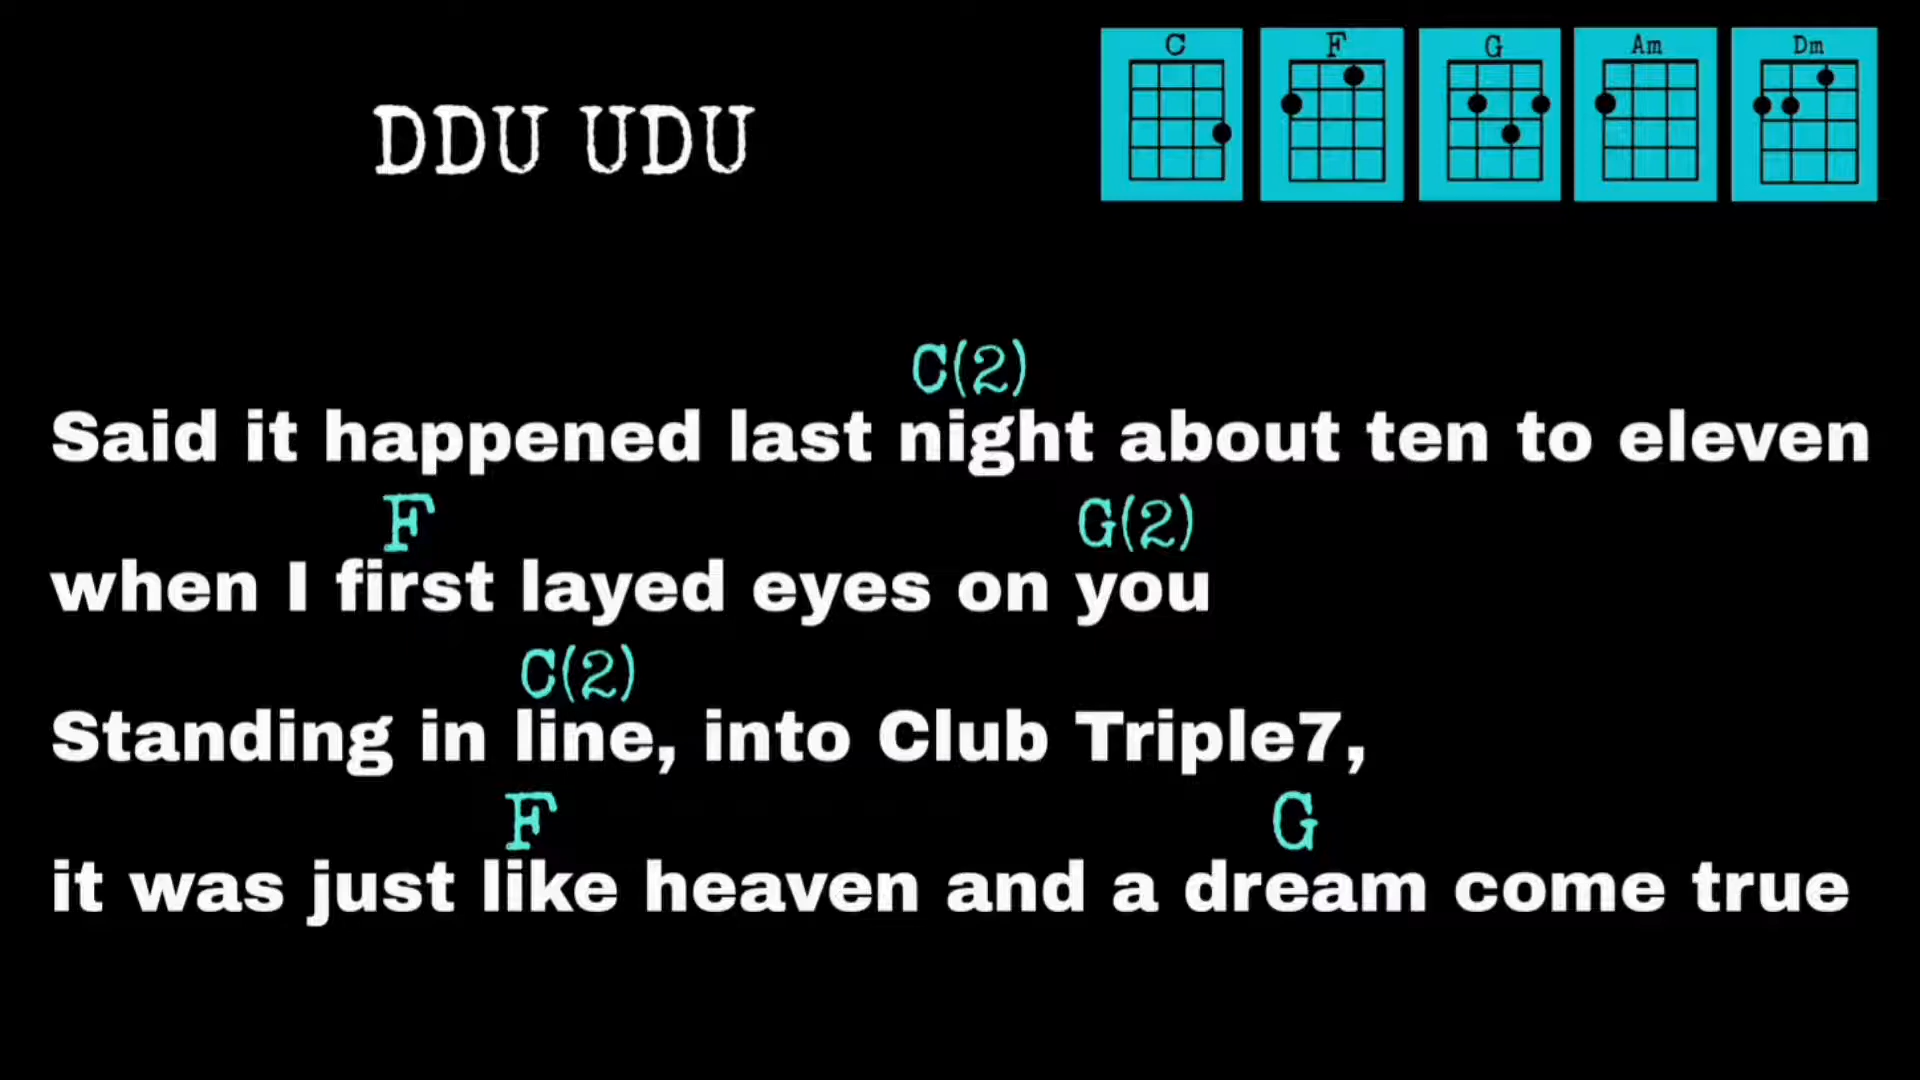 C F G Am Dm
DDU UDU
C(2)
Said it happened last night about ten to eleven
F G(2)
when I first layed eyes on you
C(2)
Standing in line, into Club Triple7,
F G
it was just like heaven and a dream come true